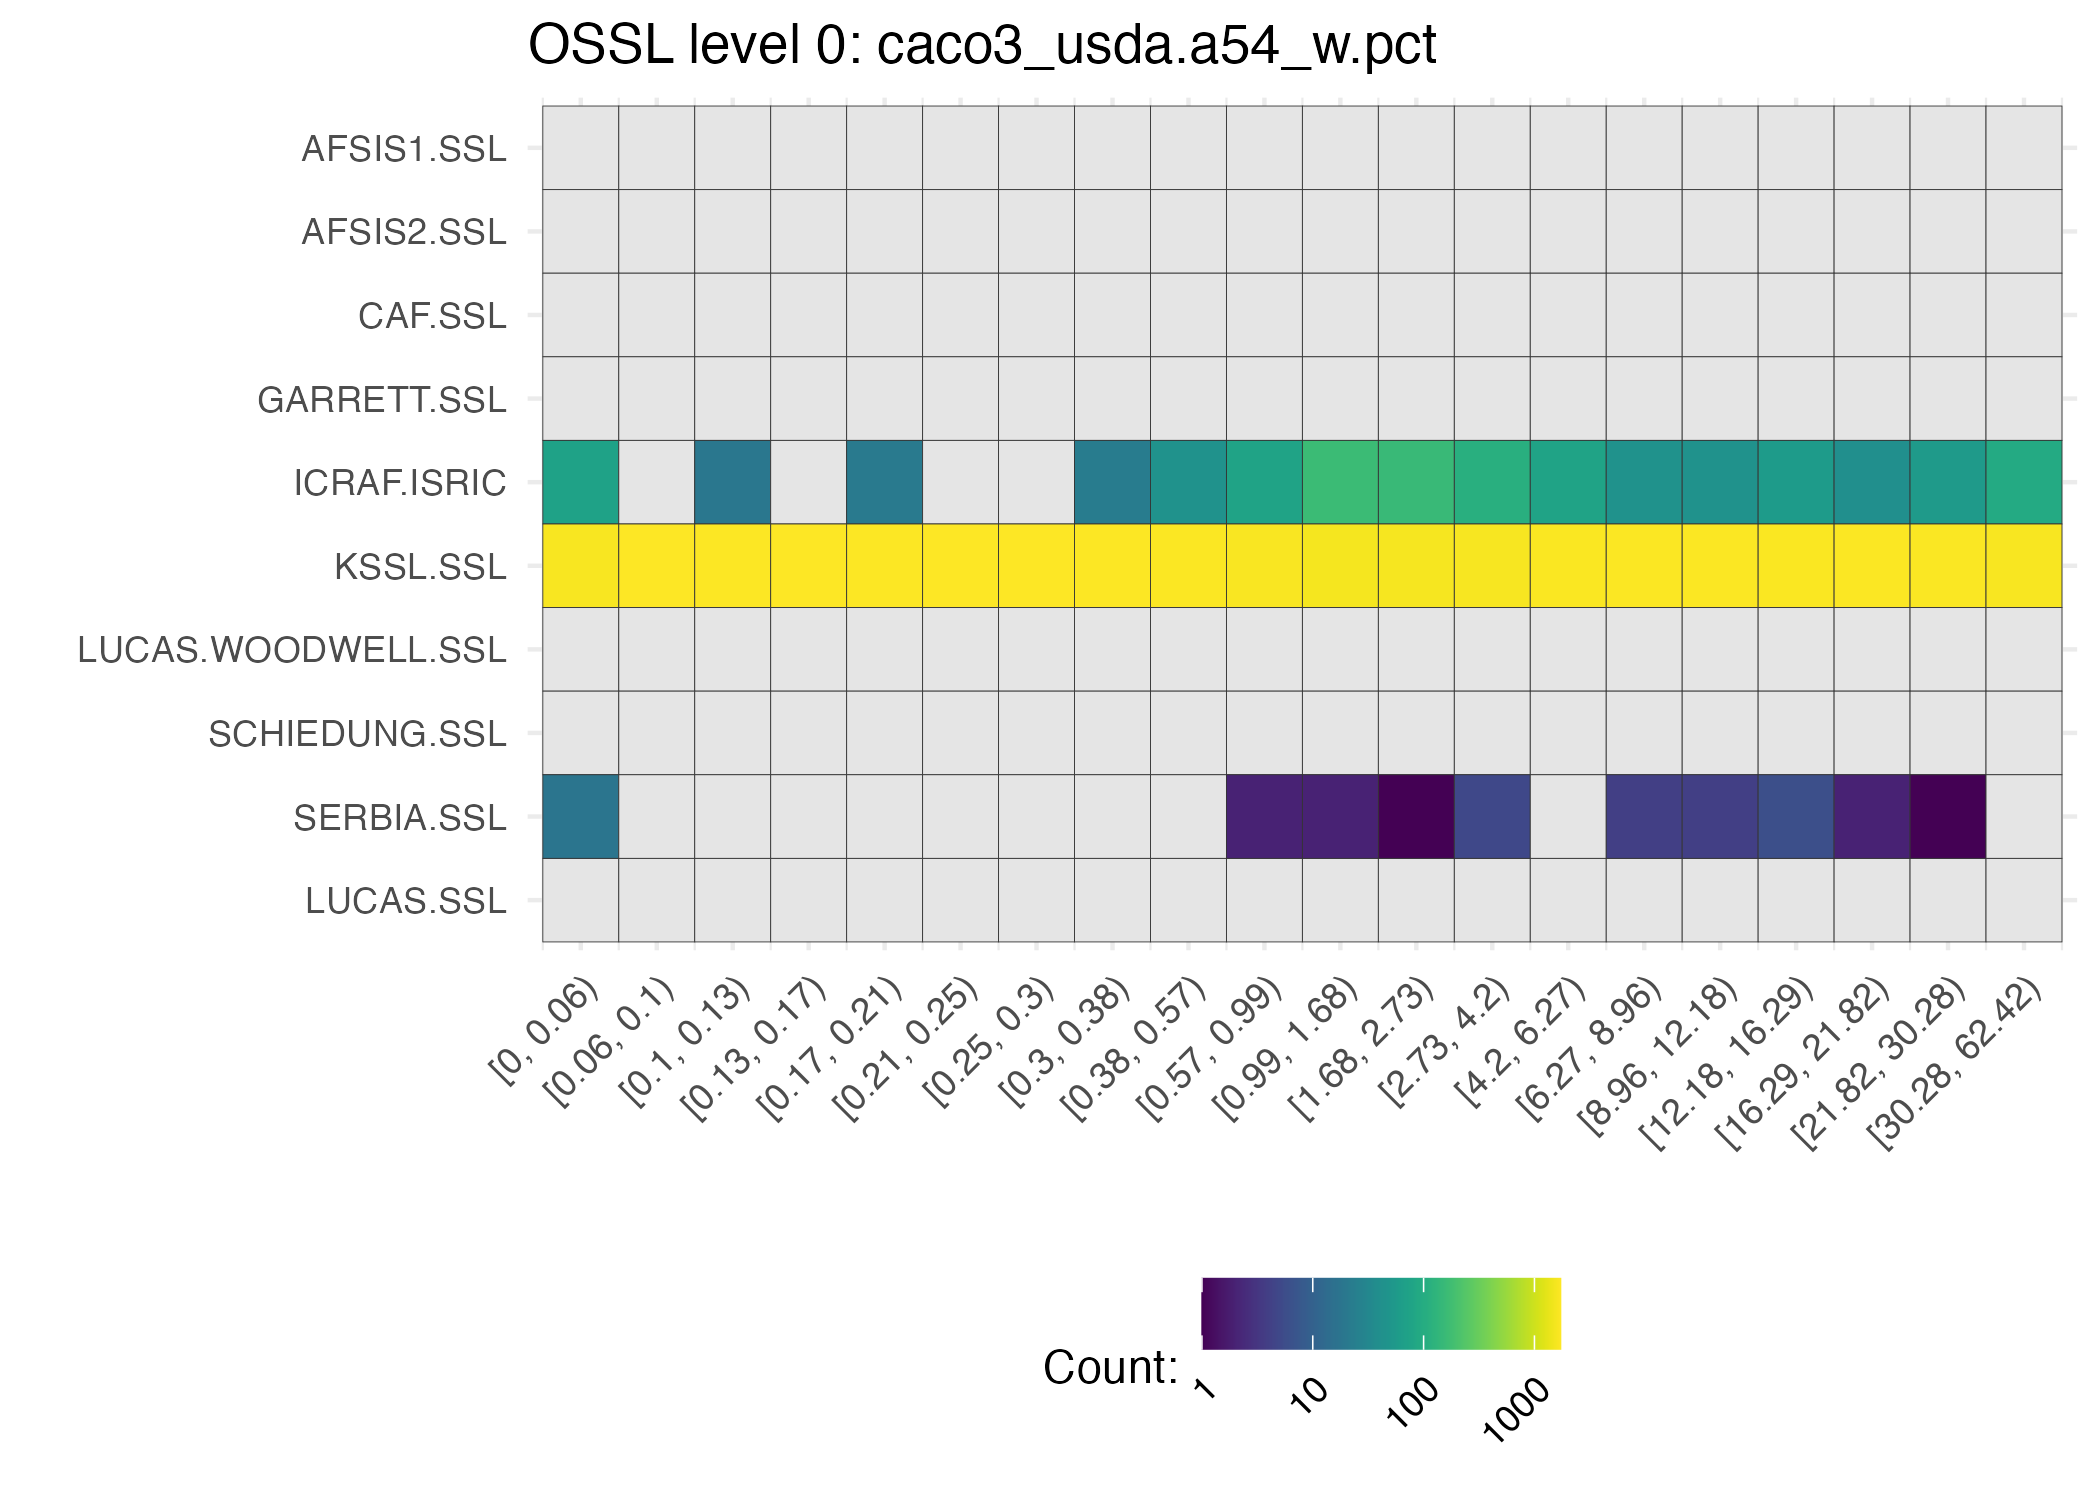 OSSL level 0: caco3_usda.a54_w.pct
AFSIS1.SSL
AFSIS2.SSL
CAF.SSL
GARRETT.SSL
ICRAF.ISRIC
KSSL.SSL
LUCAS.WOODWELL.SSL
SCHIEDUNG.SSL
SERBIA.SSL
LUCAS.SSL
[0, 0.06)
[0.06, 0.1)
[0.1, 0.13)
[0.13, 0.17)
[0.17, 0.21)
[0.21, 0.25)
[0.25, 0.3)
[0.3, 0.38)
[0.38, 0.57)
[0.57, 0.99)
[0.99, 1.68)
[1.68, 2.73)
[2.73, 4.2)
[4.2, 6.27)
[6.27, 8.96)
[8.96, 12.18)
[12.18, 16.29)
[16.29, 21.82)
[21.82, 30.28)
[30.28, 62.42)
Count:
1
10
100
1000